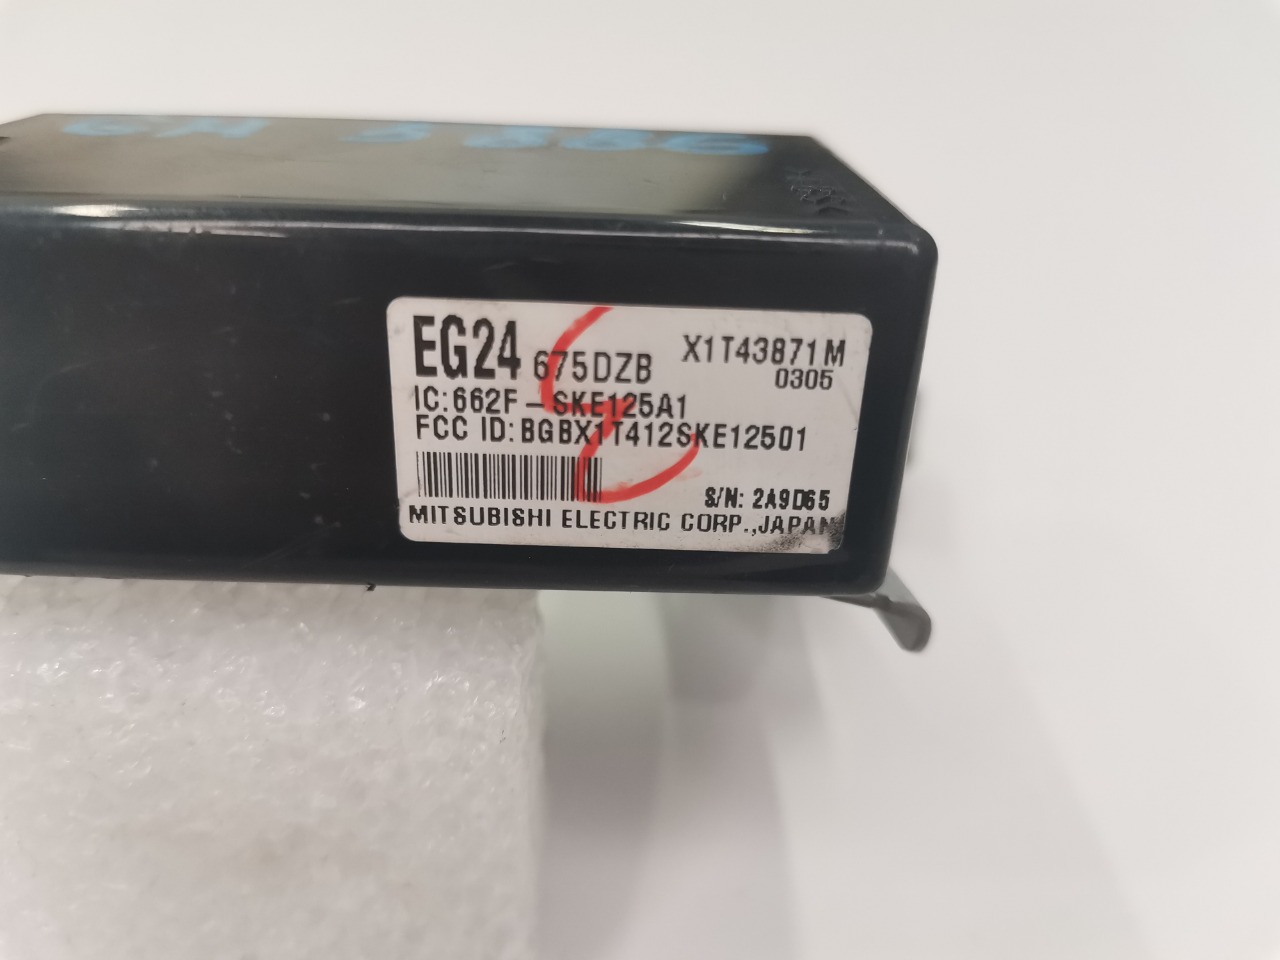 EG24 675DZB X1T43871M
0305
IC:662F-SKE125A1
FCC ID:BGBX1T412SKE12501
S/N: 2A9D65
MITSUBISHI ELECTRIC CORP.,JAPAN